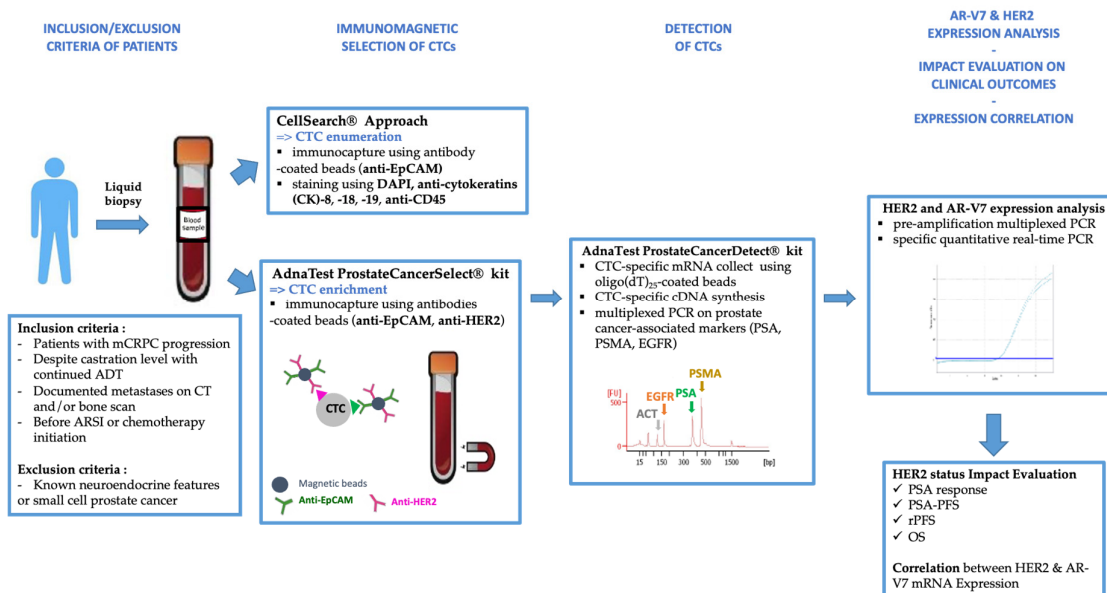 INCLUSION/EXCLUSION
CRITERIA OF PATIENTS
IMMUNOMAGNETIC
SELECTION OF CTCs
DETECTION
OF CTCs
AR-V7 & HER2
EXPRESSION ANALYSIS
-
IMPACT EVALUATION ON
CLINICAL OUTCOMES
-
EXPRESSION CORRELATION
Liquid
biopsy
Blood
sample
Inclusion criteria :
- Patients with mCRPC progression
- Despite castration level with
continued ADT
- Documented metastases on CT
and/or bone scan
- Before ARSI or chemotherapy
initiation
Exclusion criteria :
- Known neuroendocrine features
or small cell prostate cancer
CellSearch® Approach
=> CTC enumeration
▪ immunocapture using antibody
-coated beads (anti-EpCAM)
▪ staining using DAPI, anti-cytokeratins
(CK)-8, -18, -19, anti-CD45
AdnaTest ProstateCancerSelect® kit
=> CTC enrichment
▪ immunocapture using antibodies
-coated beads (anti-EpCAM, anti-HER2)
CTC
Magnetic beads
Anti-EpCAM
Anti-HER2
AdnaTest ProstateCancerDetect® kit
▪ CTC-specific mRNA collect using
oligo(dT)25-coated beads
▪ CTC-specific cDNA synthesis
▪ multiplexed PCR on prostate
cancer-associated markers (PSA,
PSMA, EGFR)
PSMA
[FU]
EGFR
PSA
500
ACT
0
15 150 300 500 1500 [bp]
HER2 and AR-V7 expression analysis
▪ pre-amplification multiplexed PCR
▪ specific quantitative real-time PCR
HER2 status Impact Evaluation
✓ PSA response
✓ PSA-PFS
✓ rPFS
✓ OS
Correlation between HER2 & AR-
V7 mRNA Expression